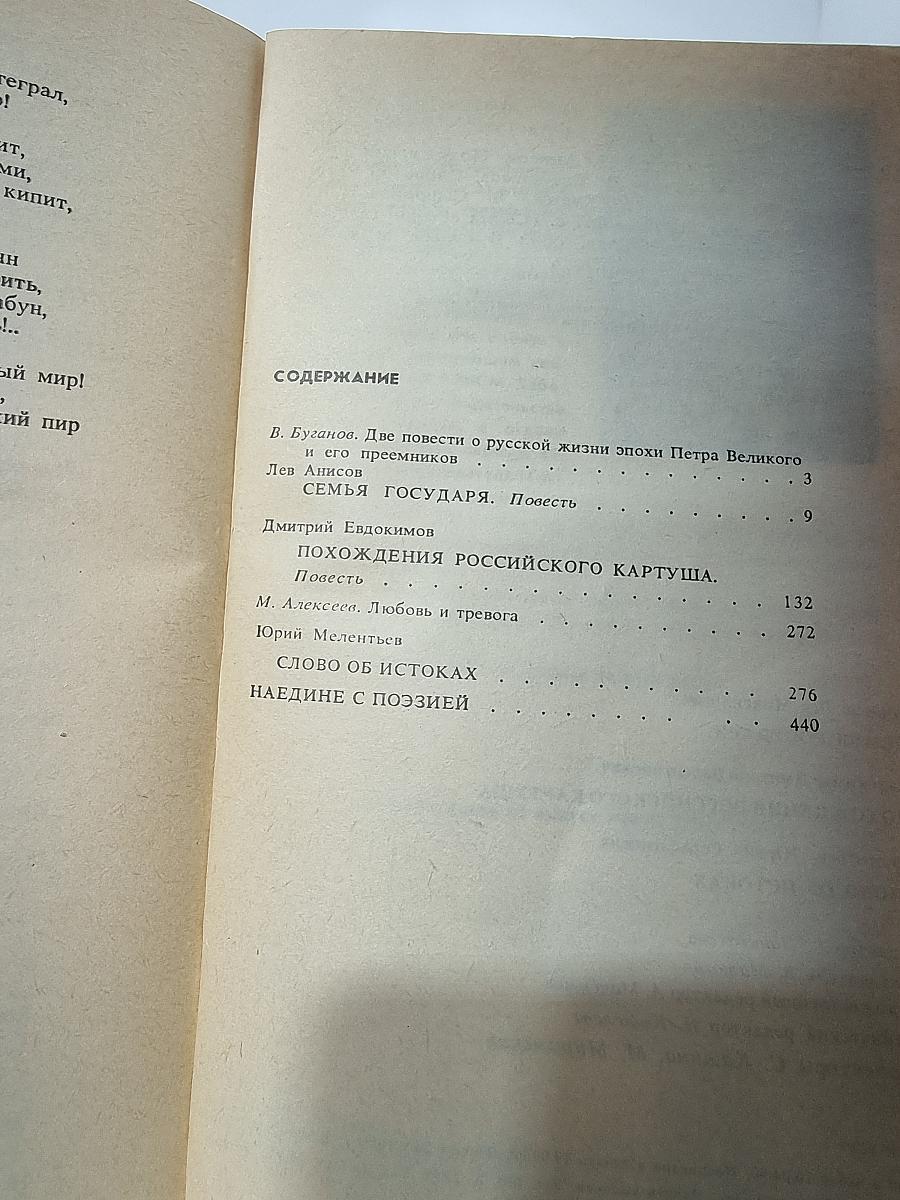 теграл,
ит,
ми,
кипит,
ить,
бун,
!..
ый мир!
кий пир
СОДЕРЖАНИЕ
В. Буганов. Две повести о русской жизни эпохи Петра Великого
и его преемников . . . . . . . . . . . . 3
Лев Анисов
СЕМЬЯ ГОСУДАРЯ. Повесть . . . . . . . . . 9
Дмитрий Евдокимов
ПОХОЖДЕНИЯ РОССИЙСКОГО КАРТУША.
Повесть . . . . . . . . . . . . . . . . . 132
М. Алексеев. Любовь и тревога . . . . . . . . . 272
Юрий Мелентьев
СЛОВО ОБ ИСТОКАХ . . . . . . . . . . . 276
НАЕДИНЕ С ПОЭЗИЕЙ . . . . . . . . . . 440